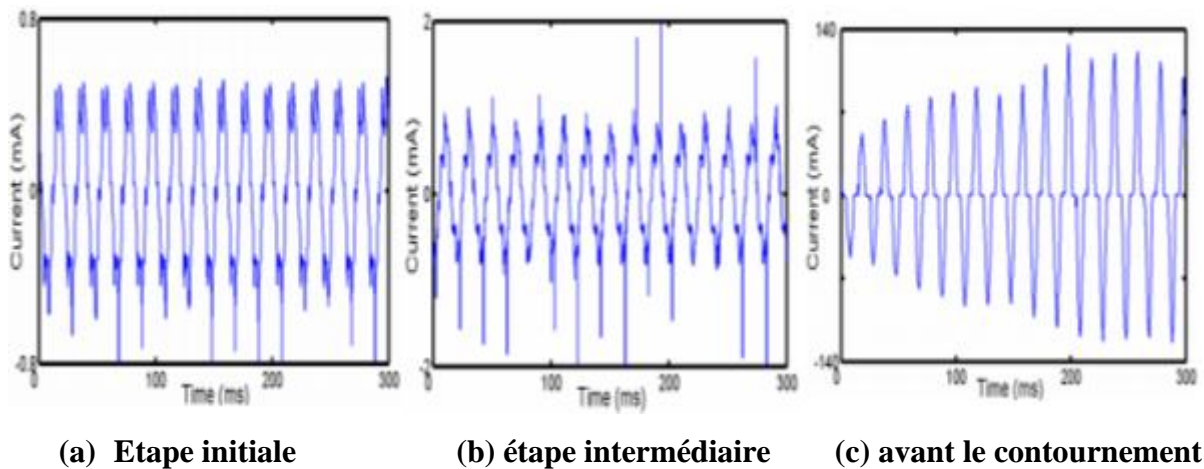 0.8
Current (mA)
0
-0.8
0
100
200
300
Time (ms)
2
Current (mA)
0
-2
0
100
200
300
Time (ms)
140
Current (mA)
0
-140
0
100
200
300
Time (ms)
(a) Etape initiale
(b) étape intermédiaire
(c) avant le contournement